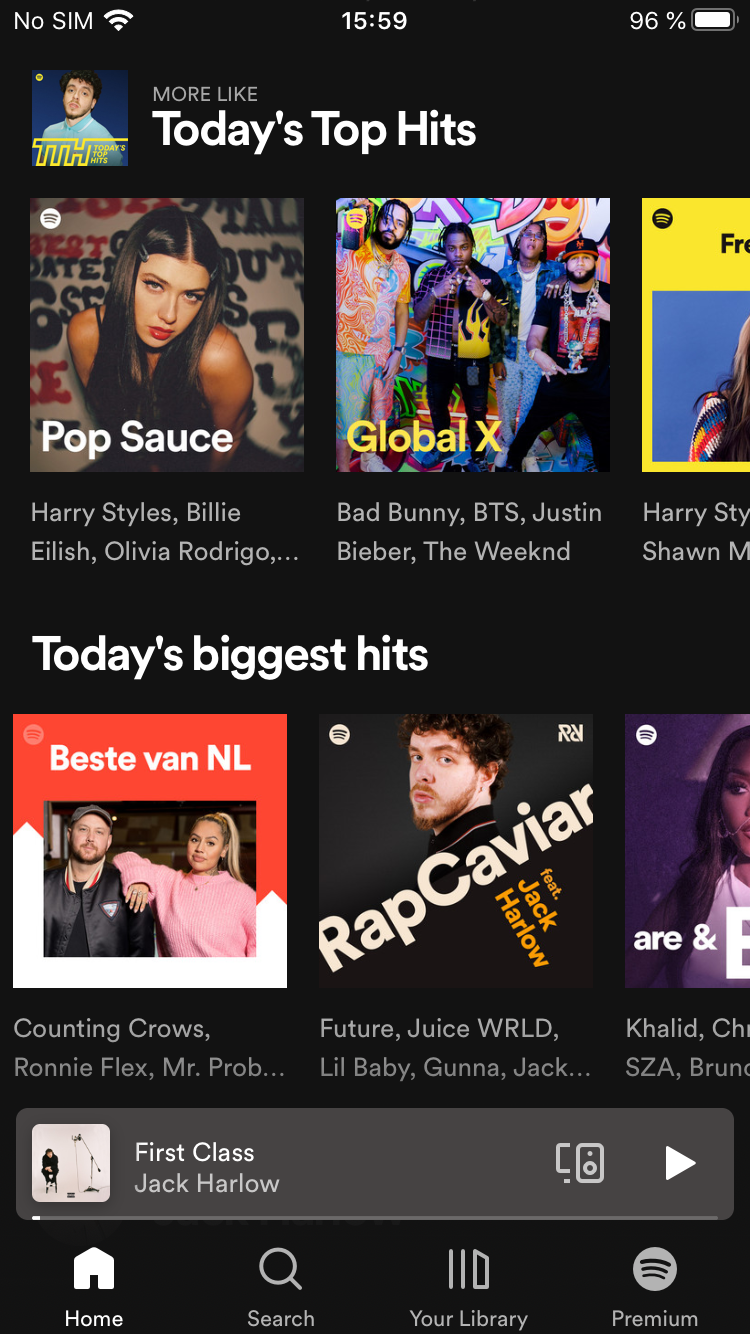 No SIM 15:59 96 %
MORE LIKE
Today's Top Hits
TTH TODAY'S
TOP
HITS
Pop Sauce
Global X
Fre
Harry Styles, Billie
Eilish, Olivia Rodrigo,...
Bad Bunny, BTS, Justin
Bieber, The Weeknd
Harry Sty
Shawn M
Today's biggest hits
Beste van NL
RapCaviar
feat.
Jack
Harlow
are &
Counting Crows,
Ronnie Flex, Mr. Prob...
Future, Juice WRLD,
Lil Baby, Gunna, Jack...
Khalid, Chr
SZA, Bruno
First Class
Jack Harlow
Home
Search
Your Library
Premium